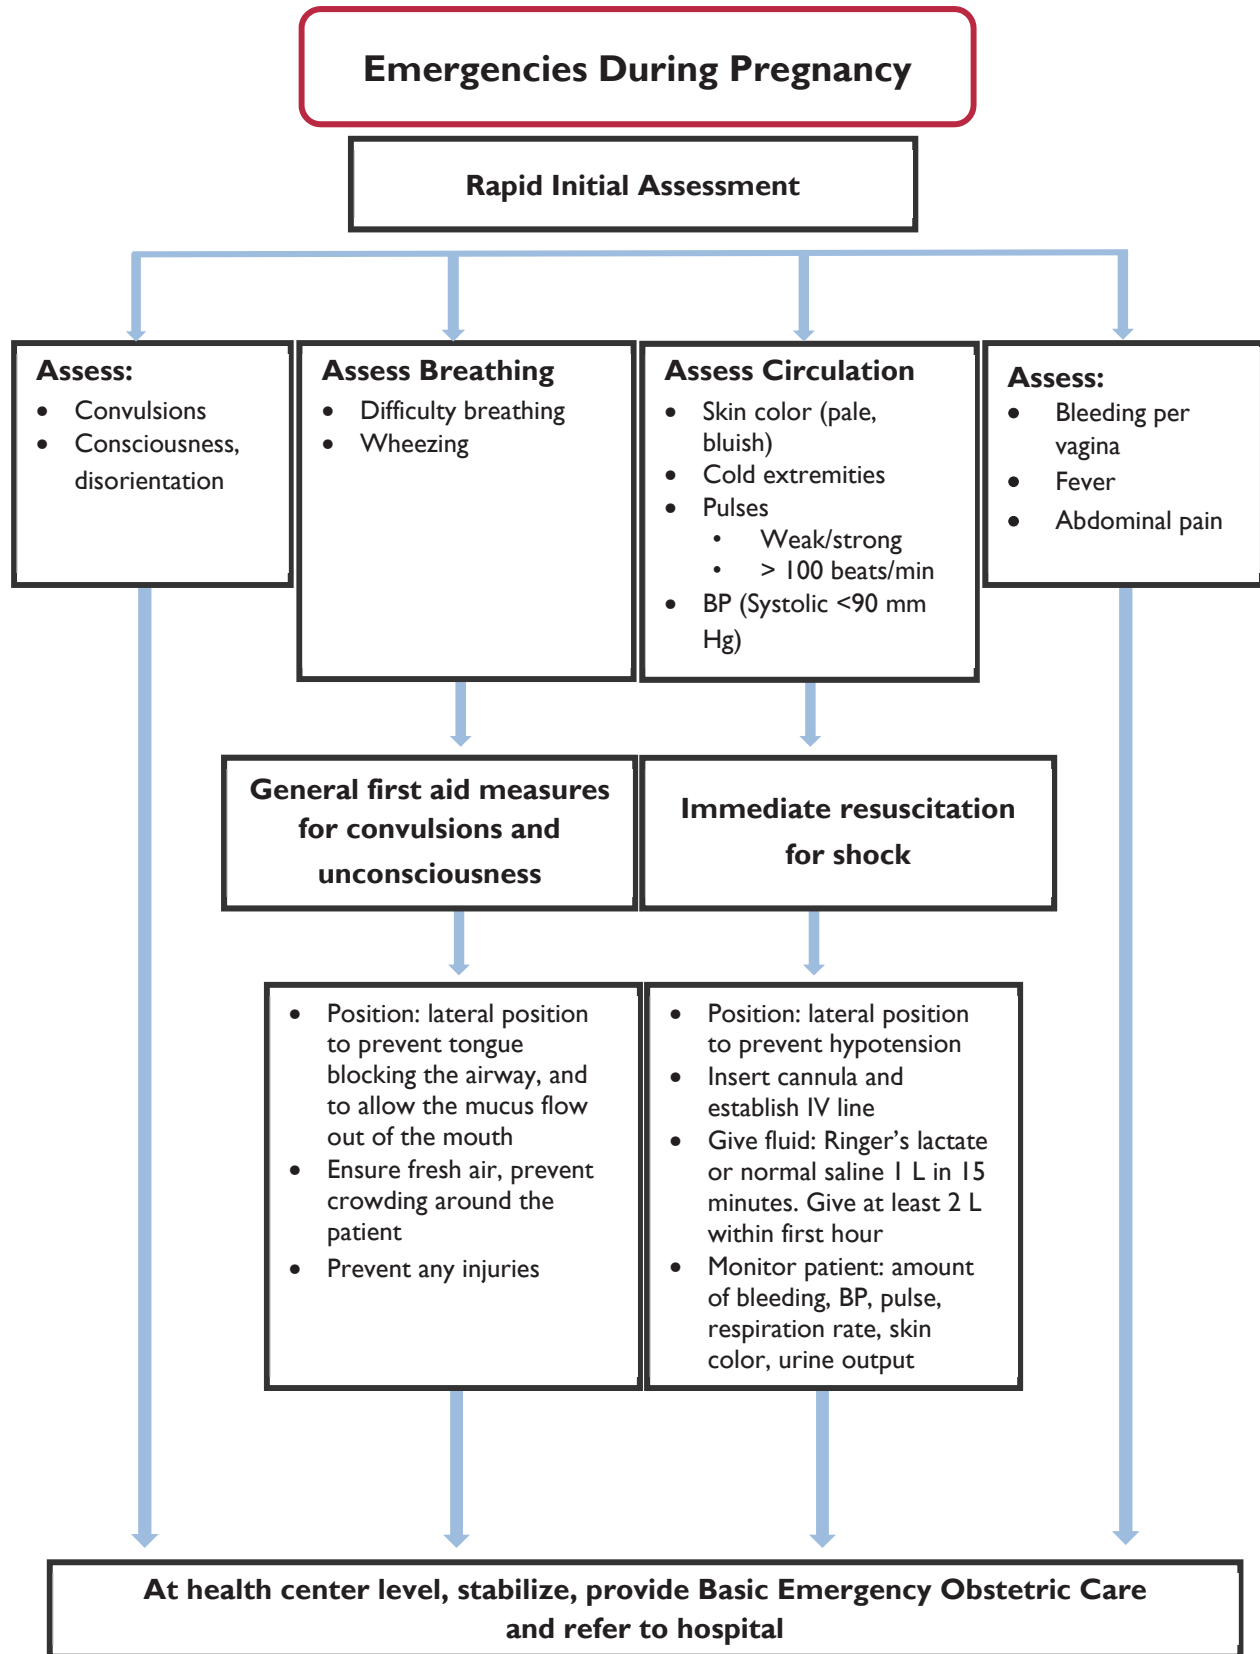 Emergencies During Pregnancy
Rapid Initial Assessment
Assess:
• Convulsions
• Consciousness,
disorientation
Assess Breathing
• Difficulty breathing
• Wheezing
Assess Circulation
• Skin color (pale,
bluish)
• Cold extremities
• Pulses
• Weak/strong
• > 100 beats/min
• BP (Systolic <90 mm
Hg)
Assess:
• Bleeding per
vagina
• Fever
• Abdominal pain
General first aid measures
for convulsions and
unconsciousness
Immediate resuscitation
for shock
• Position: lateral position
to prevent tongue
blocking the airway, and
to allow the mucus flow
out of the mouth
• Ensure fresh air, prevent
crowding around the
patient
• Prevent any injuries
• Position: lateral position
to prevent hypotension
• Insert cannula and
establish IV line
• Give fluid: Ringer’s lactate
or normal saline 1 L in 15
minutes. Give at least 2 L
within first hour
• Monitor patient: amount
of bleeding, BP, pulse,
respiration rate, skin
color, urine output
At health center level, stabilize, provide Basic Emergency Obstetric Care
and refer to hospital